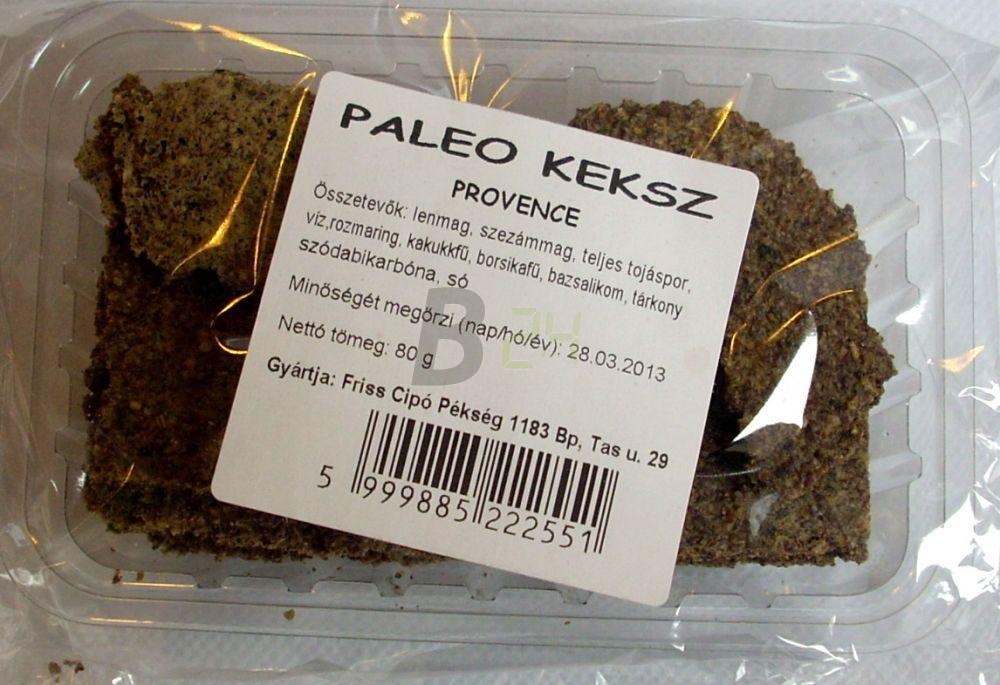 PALEO KEKSZ
PROVENCE
Összetevők: lenmag, szezámmag, teljes tojáspor,
víz,rozmaring, kakukkfű, borsikafű, bazsalikom, tárkony
szódabikarbóna, só
Minőségét megőrzi (nap/hó/év): 28.03.2013
Nettó tömeg: 80 g
Gyártja: Friss Cipó Pékség 1183 Bp, Tas u. 29
5 999885 222551
B24